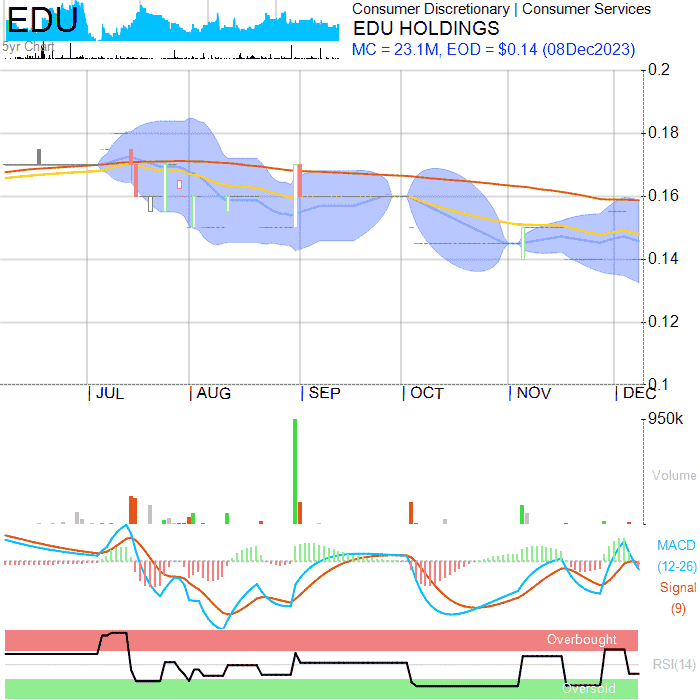 EDU
5yr Chart
Consumer Discretionary | Consumer Services
EDU HOLDINGS
MC = 23.1M, EOD = $0.14 (08Dec2023)
0.2
0.18
0.16
0.14
0.12
0.1
JUL AUG SEP OCT NOV DEC
950k
Volume
MACD
(12-26)
Signal
(9)
Overbought
RSI(14)
Oversold